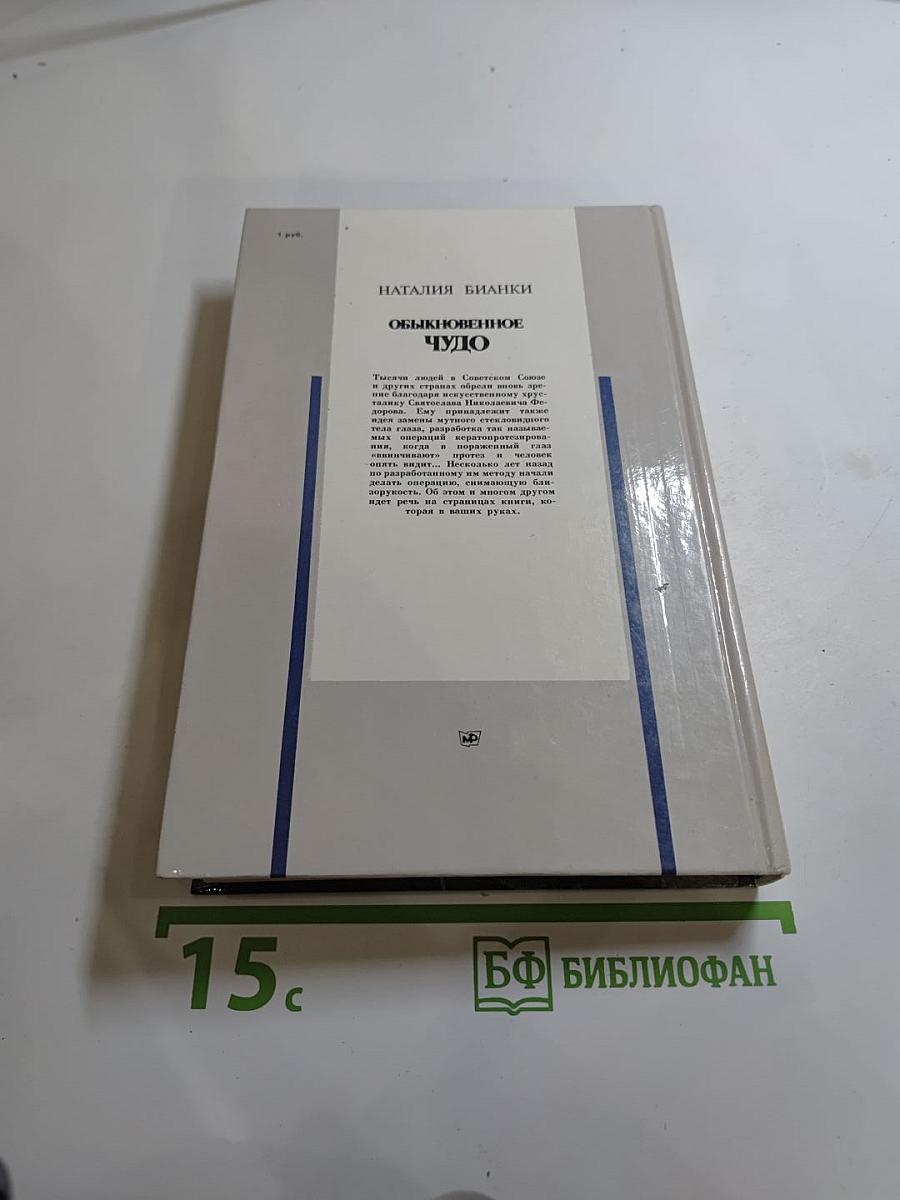 1 руб.
НАТАЛИЯ БИАНКИ
ОБЫКНОВЕННОЕ
ЧУДО
Тысячи людей в Советском Союзе
и других странах обрели вновь зре-
ние благодаря искусственному хрус-
талику Святослава Николаевича Фе-
дорова. Ему принадлежит также
идея замены мутного стекловидного
тела глаза, разработка так называе-
мых операций кератопротезирова-
ния, когда в пораженный глаз
«ввинчивают» протез и человек
опять видит... Несколько лет назад
по разработанному им методу начали
делать операцию, снимающую бли-
зорукость. Об этом и многом другом
идет речь на страницах книги, ко-
торая в ваших руках.
МР
15 с
БФ БИБЛИОФАН